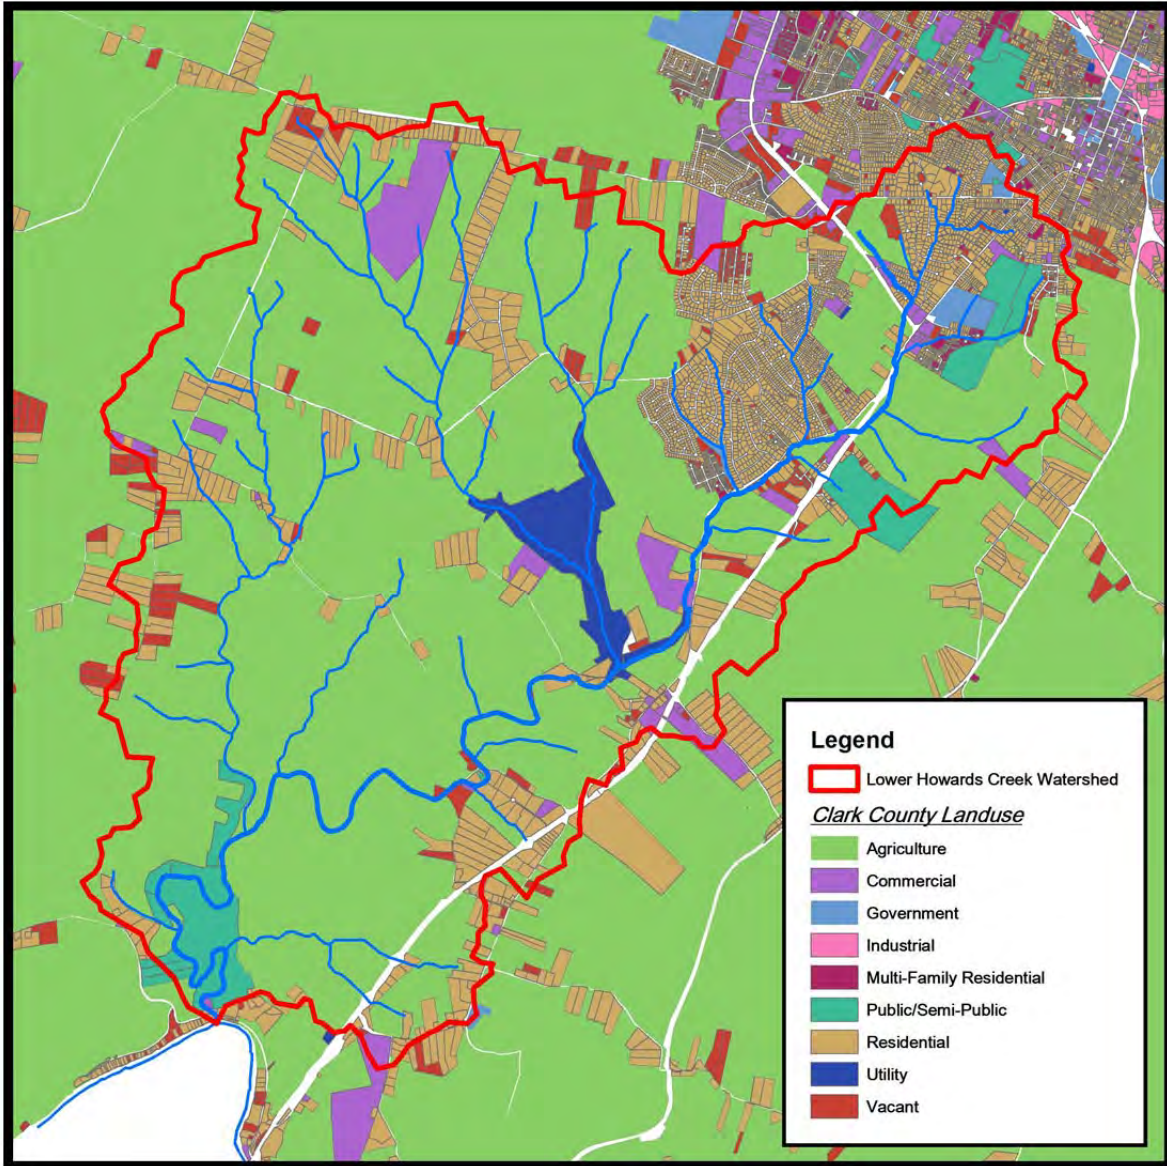 Legend
Lower Howards Creek Watershed
Clark County Landuse
Agriculture
Commercial
Government
Industrial
Multi-Family Residential
Public/Semi-Public
Residential
Utility
Vacant